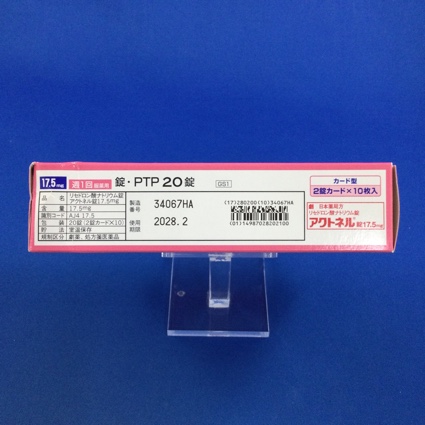 17.5mg 週1回 服薬用 錠・PTP 20錠 GS1
品名 リセドロン酸ナトリウム錠
アクトネル錠17.5mg
含量 17.5mg
識別コード AJ4 17.5
包装 20錠(2錠カード×10)
貯法 室温保存
規制区分 劇薬、処方箋医薬品
製造番号 34067HA
使用期限 2028.2
(17)280200(10)34067HA
(01)14987028202100
カード型
2錠カード×10枚入
劇 日本薬局方
リセドロン酸ナトリウム錠
アクトネル錠17.5mg